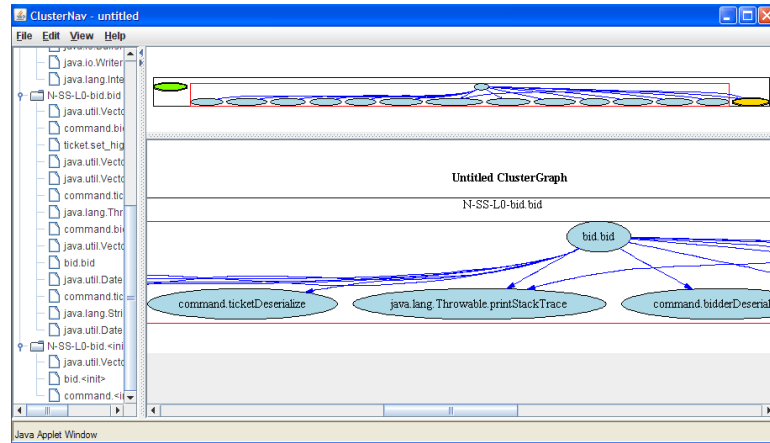 ClusterNav - untitled
File Edit View Help
java.io.Writer
java.lang.Inte
N-SS-L0-bid.bid
java.util.Vecto
command.bid
ticket.set_hig
java.util.Vecto
java.util.Vecto
command.tic
java.lang.Thr
command.bid
java.util.Vecto
bid.bid
java.util.Date
command.tic
java.lang.Stri
java.util.Date
N-SS-L0-bid.<init
java.util.Vecto
bid.<init>
command.<i
Untitled ClusterGraph
N-SS-L0-bid.bid
bid.bid
command.ticketDeserialize
java.lang.Throwable.printStackTrace
command.bidderDeserial
Java Applet Window